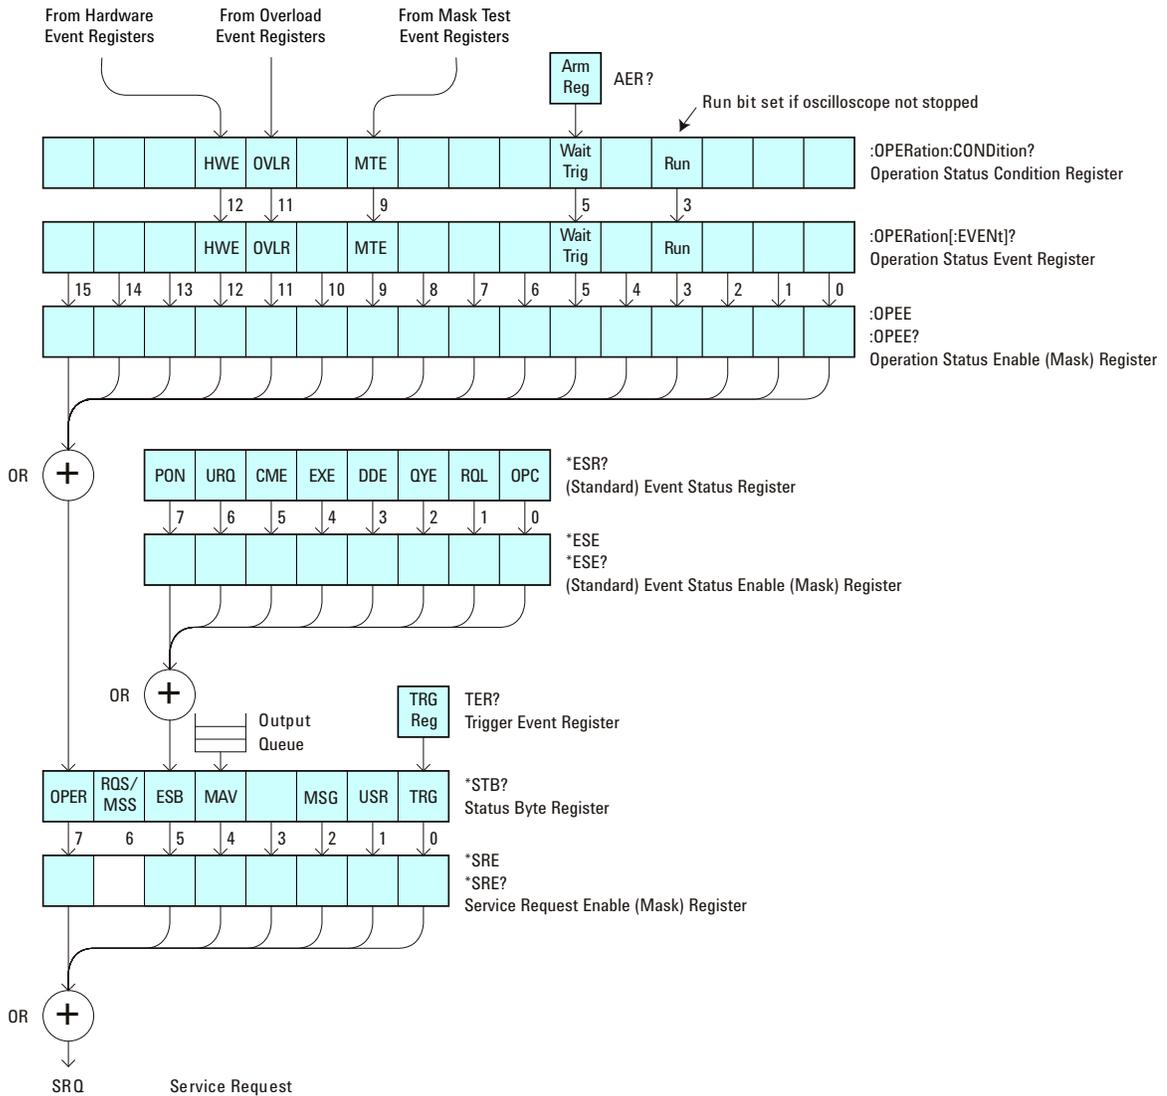 From Hardware
Event Registers
From Overload
Event Registers
From Mask Test
Event Registers
Arm
Reg
AER?
Run bit set if oscilloscope not stopped
HWE OVLR MTE Wait
Trig Run
:OPERation:CONDition?
Operation Status Condition Register
12 11 9 5 3
HWE OVLR MTE Wait
Trig Run
:OPERation[:EVENt]?
Operation Status Event Register
15 14 13 12 11 10 9 8 7 6 5 4 3 2 1 0
:OPEE
:OPEE?
Operation Status Enable (Mask) Register
OR +
PON URQ CME EXE DDE QYE RQL OPC
*ESR?
(Standard) Event Status Register
7 6 5 4 3 2 1 0
*ESE
*ESE?
(Standard) Event Status Enable (Mask) Register
OR +
Output
Queue
TRG
Reg
TER?
Trigger Event Register
OPER RQS/
MSS ESB MAV MSG USR TRG
*STB?
Status Byte Register
7 6 5 4 3 2 1 0
*SRE
*SRE?
Service Request Enable (Mask) Register
OR +
SRQ Service Request